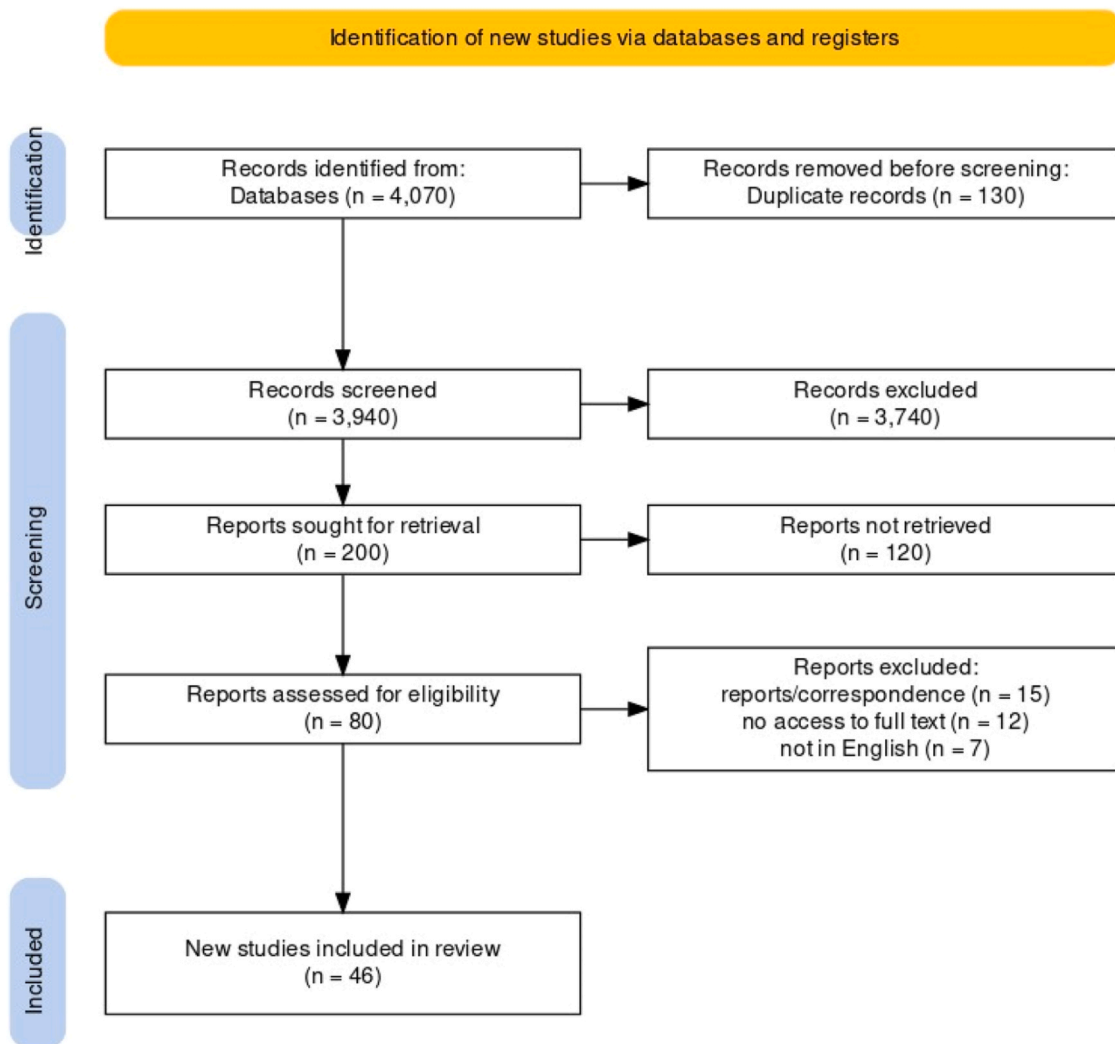 Identification of new studies via databases and registers
Identification
Records identified from:
Databases (n = 4,070)
Records removed before screening:
Duplicate records (n = 130)
Screening
Records screened
(n = 3,940)
Records excluded
(n = 3,740)
Reports sought for retrieval
(n = 200)
Reports not retrieved
(n = 120)
Reports assessed for eligibility
(n = 80)
Reports excluded:
reports/correspondence (n = 15)
no access to full text (n = 12)
not in English (n = 7)
Included
New studies included in review
(n = 46)